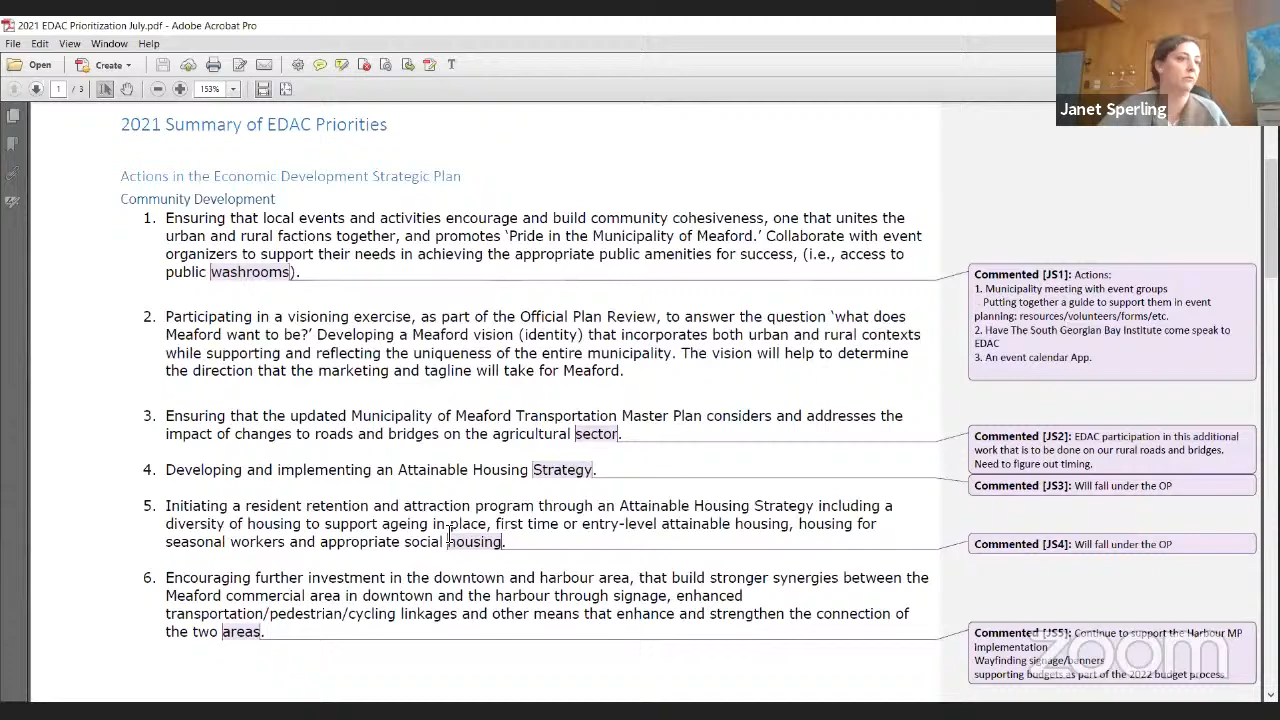 2021 EDAC Prioritization July.pdf - Adobe Acrobat Pro
File Edit View Window Help
Open Create
1 / 3 153%
Janet Sperling
2021 Summary of EDAC Priorities
Actions in the Economic Development Strategic Plan
Community Development
1. Ensuring that local events and activities encourage and build community cohesiveness, one that unites the
urban and rural factions together, and promotes ‘Pride in the Municipality of Meaford.’ Collaborate with event
organizers to support their needs in achieving the appropriate public amenities for success, (i.e., access to
public washrooms).
Commented [JS1]: Actions:
1. Municipality meeting with event groups
- Putting together a guide to support them in event
planning: resources/volunteers/forms/etc.
2. Have The South Georgian Bay Institute come speak to
EDAC
3. An event calendar App.
2. Participating in a visioning exercise, as part of the Official Plan Review, to answer the question ‘what does
Meaford want to be?’ Developing a Meaford vision (identity) that incorporates both urban and rural contexts
while supporting and reflecting the uniqueness of the entire municipality. The vision will help to determine
the direction that the marketing and tagline will take for Meaford.
3. Ensuring that the updated Municipality of Meaford Transportation Master Plan considers and addresses the
impact of changes to roads and bridges on the agricultural sector.
Commented [JS2]: EDAC participation in this additional
work that is to be done on our rural roads and bridges.
Need to figure out timing.
4. Developing and implementing an Attainable Housing Strategy.
Commented [JS3]: Will fall under the OP
5. Initiating a resident retention and attraction program through an Attainable Housing Strategy including a
diversity of housing to support ageing in-place, first time or entry-level attainable housing, housing for
seasonal workers and appropriate social housing.
Commented [JS4]: Will fall under the OP
6. Encouraging further investment in the downtown and harbour area, that build stronger synergies between the
Meaford commercial area in downtown and the harbour through signage, enhanced
transportation/pedestrian/cycling linkages and other means that enhance and strengthen the connection of
the two areas.
Commented [JS5]: Continue to support the Harbour MP
Implementation
Wayfinding signage/banners
supporting budgets as part of the 2022 budget process
zoom